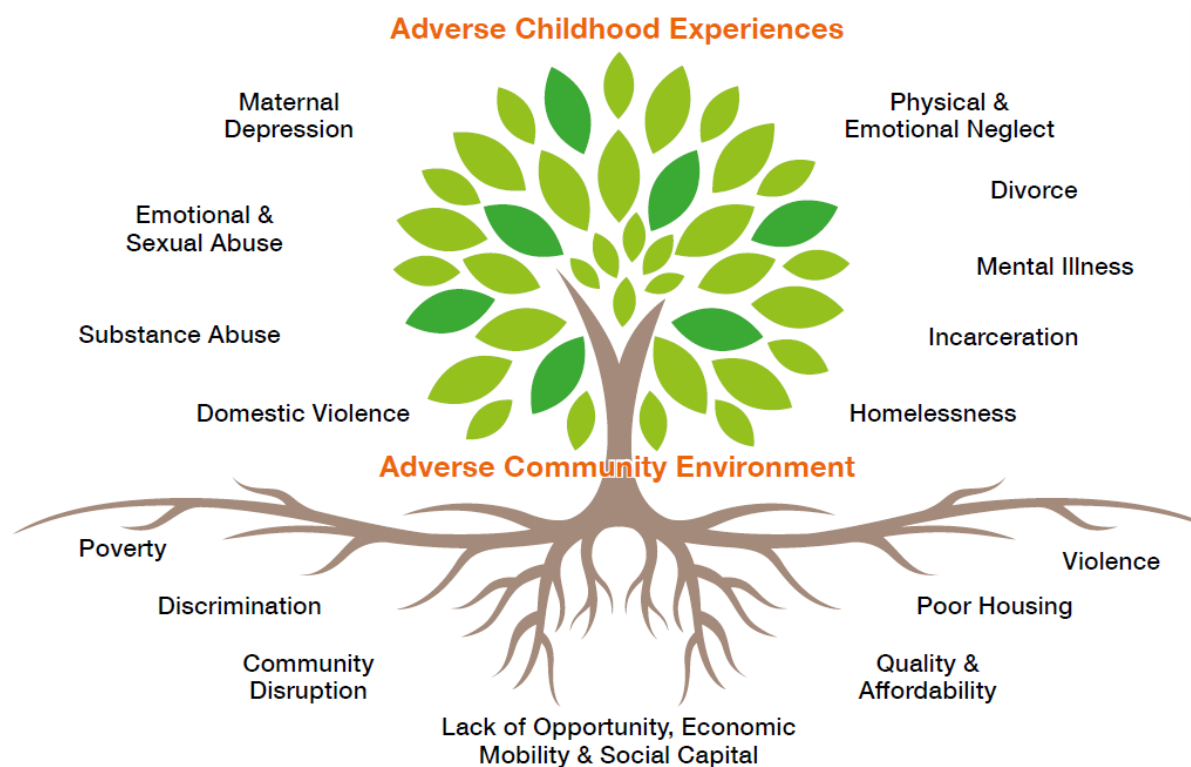 Adverse Childhood Experiences
Maternal
Depression
Physical &
Emotional Neglect
Divorce
Emotional &
Sexual Abuse
Mental Illness
Substance Abuse
Incarceration
Domestic Violence
Homelessness
Adverse Community Environment
Poverty
Violence
Discrimination
Poor Housing
Community
Disruption
Quality &
Affordability
Lack of Opportunity, Economic
Mobility & Social Capital